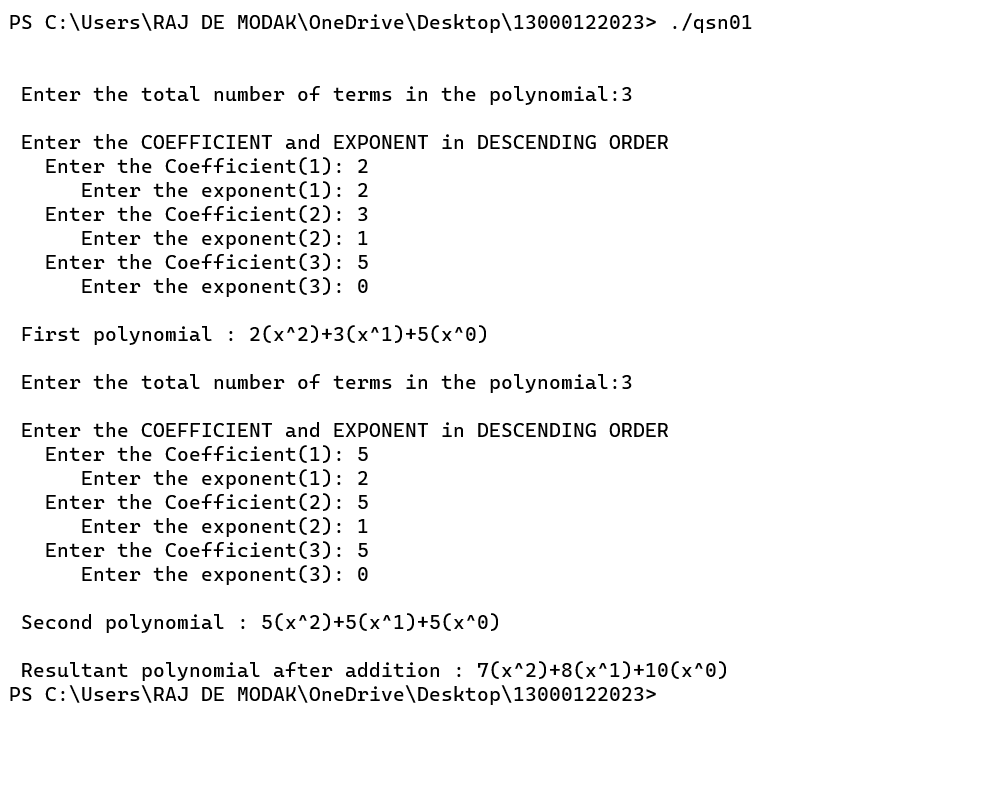 PS C:\Users\RAJ DE MODAK\OneDrive\Desktop\13000122023> ./qsn01
Enter the total number of terms in the polynomial:3
Enter the COEFFICIENT and EXPONENT in DESCENDING ORDER
Enter the Coefficient(1): 2
Enter the exponent(1): 2
Enter the Coefficient(2): 3
Enter the exponent(2): 1
Enter the Coefficient(3): 5
Enter the exponent(3): 0
First polynomial : 2(x^2)+3(x^1)+5(x^0)
Enter the total number of terms in the polynomial:3
Enter the COEFFICIENT and EXPONENT in DESCENDING ORDER
Enter the Coefficient(1): 5
Enter the exponent(1): 2
Enter the Coefficient(2): 5
Enter the exponent(2): 1
Enter the Coefficient(3): 5
Enter the exponent(3): 0
Second polynomial : 5(x^2)+5(x^1)+5(x^0)
Resultant polynomial after addition : 7(x^2)+8(x^1)+10(x^0)
PS C:\Users\RAJ DE MODAK\OneDrive\Desktop\13000122023>